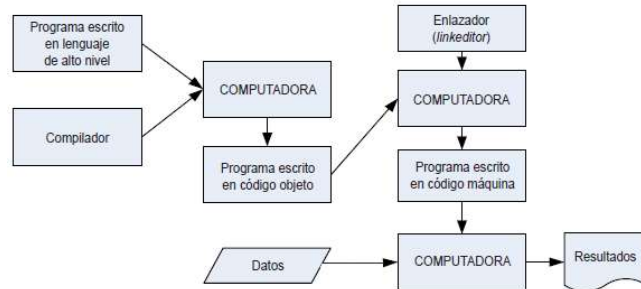 Programa escrito
en lenguaje
de alto nivel
Compilador
COMPUTADORA
Programa escrito
en código objeto
Enlazador
(linkeditor)
COMPUTADORA
Programa escrito
en código máquina
Datos
COMPUTADORA
Resultados